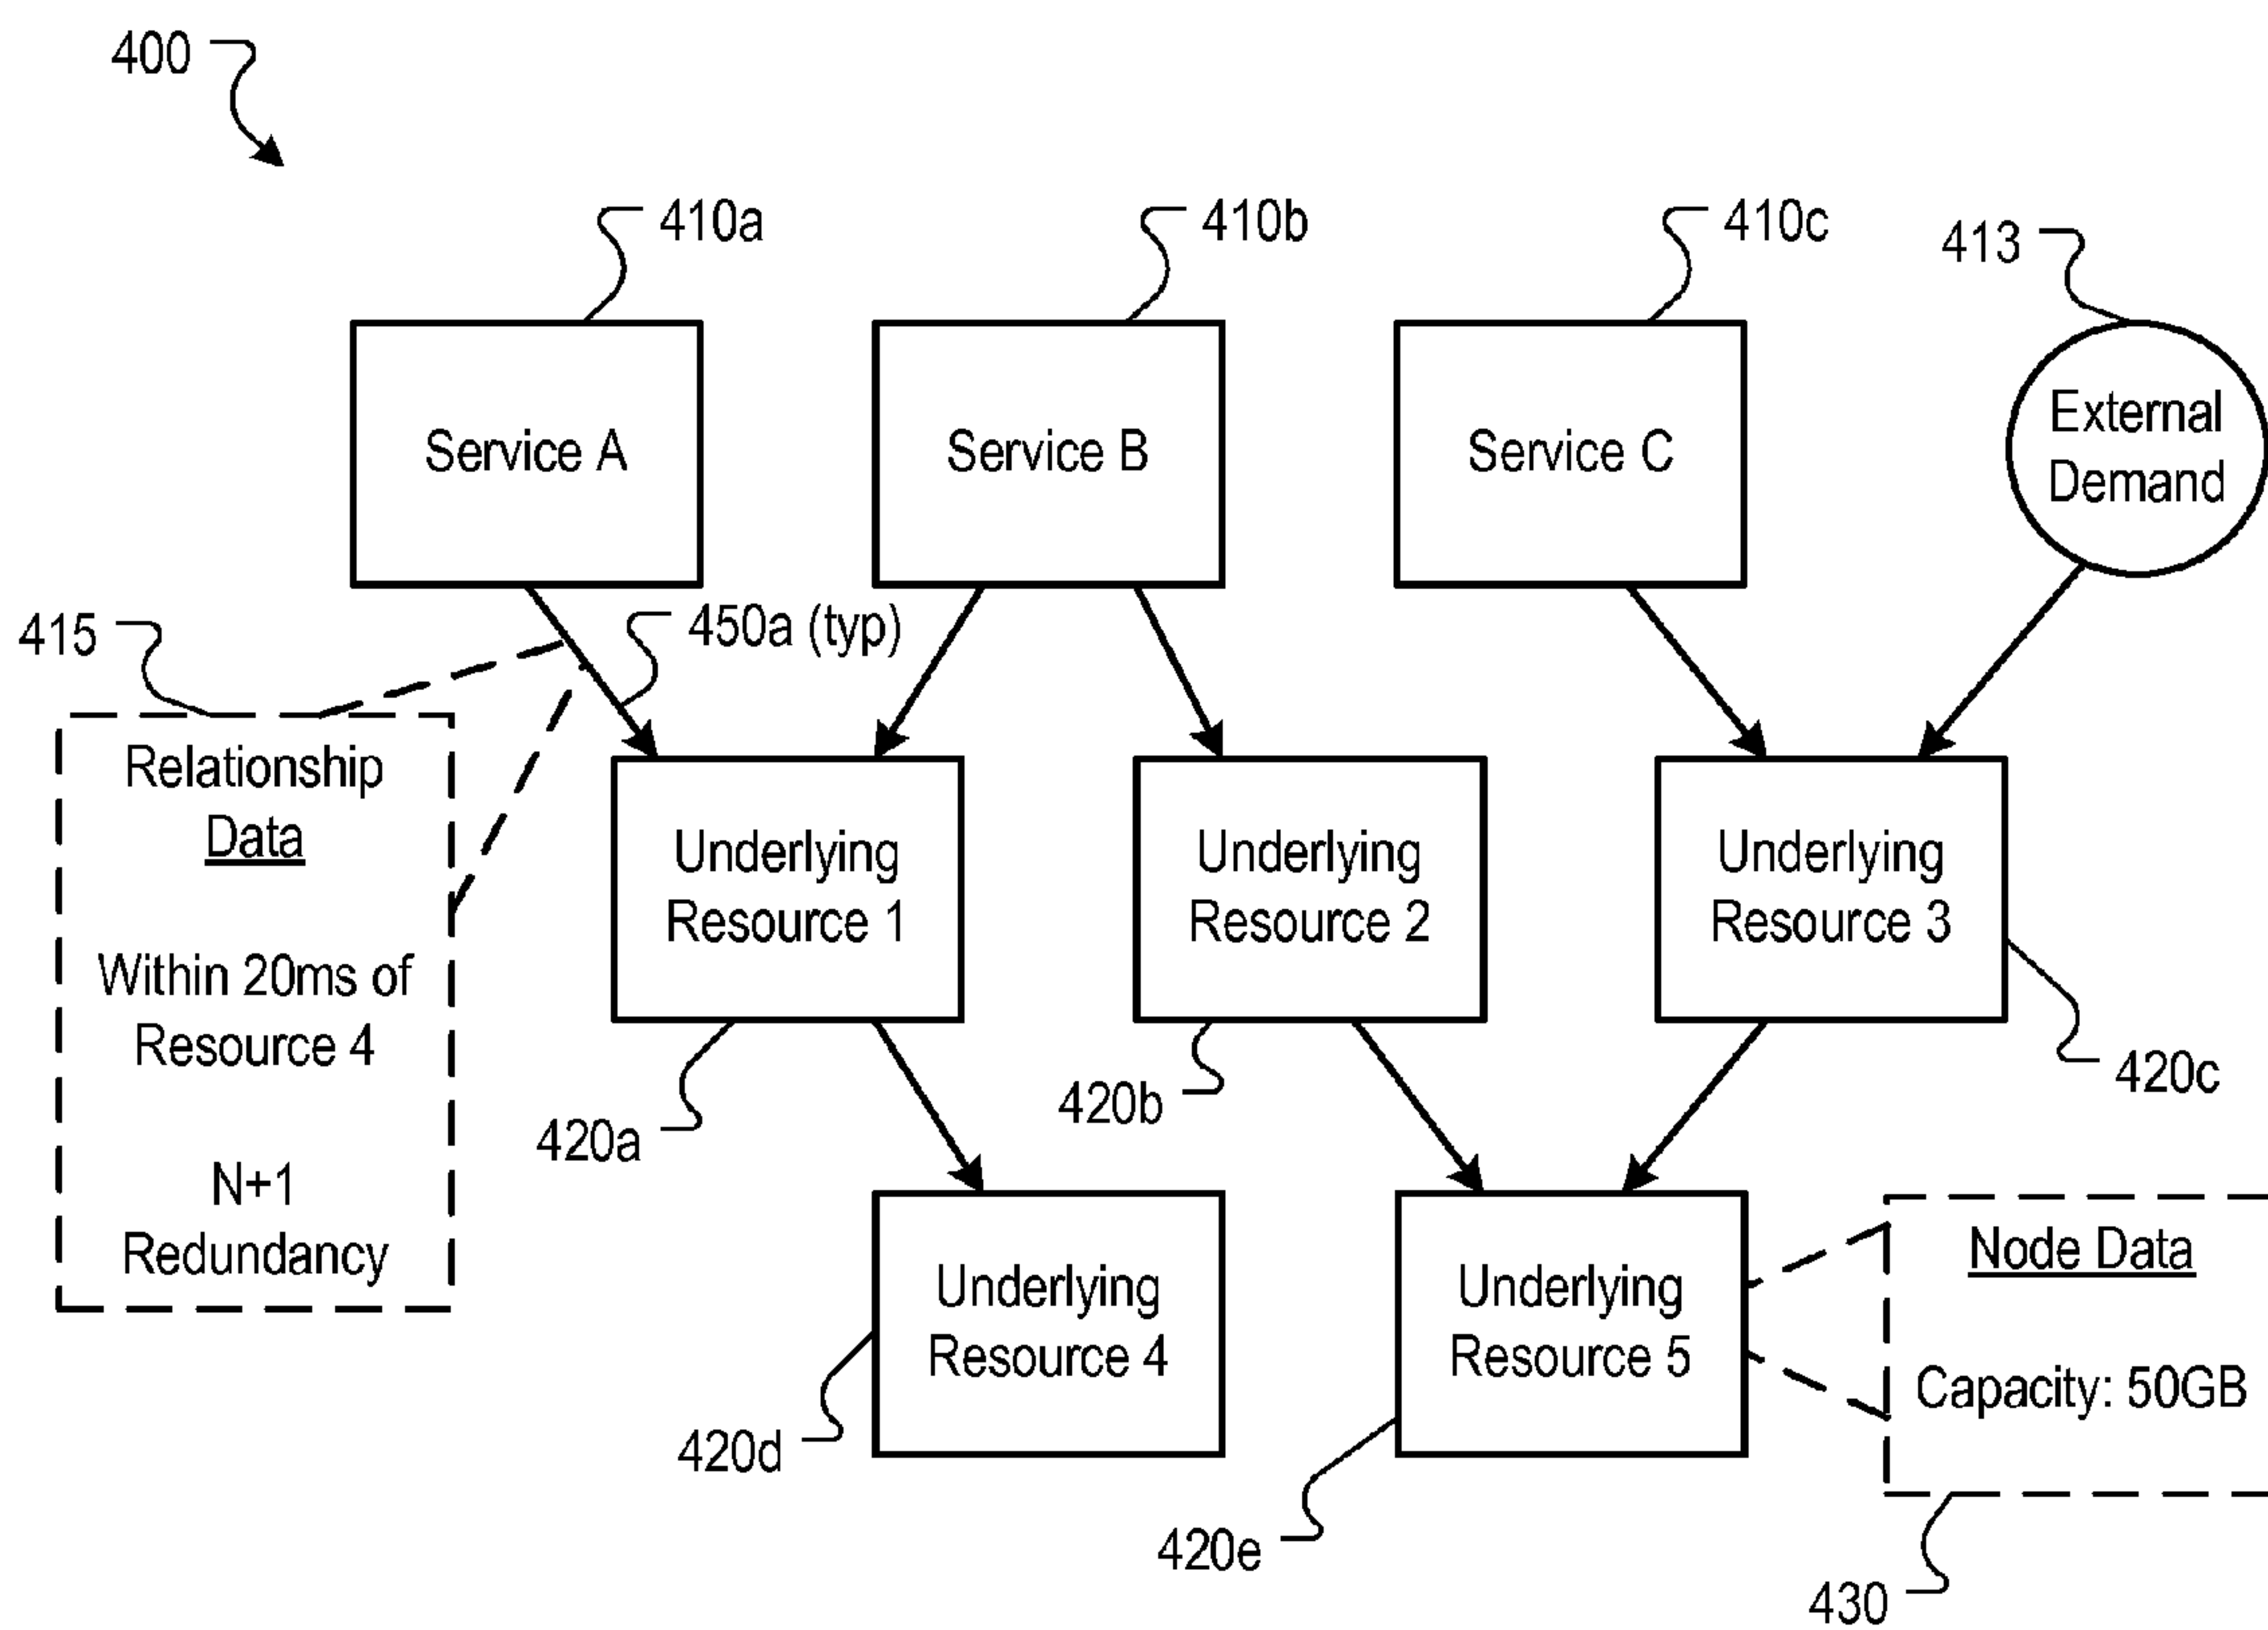 400
410a
410b
410c
413
Service A
Service B
Service C
External
Demand
415
450a (typ)
Relationship
Data
Within 20ms of
Resource 4
N+1
Redundancy
Underlying
Resource 1
Underlying
Resource 2
Underlying
Resource 3
420a
420b
420c
Underlying
Resource 4
Underlying
Resource 5
Node Data
Capacity: 50GB
420d
420e
430